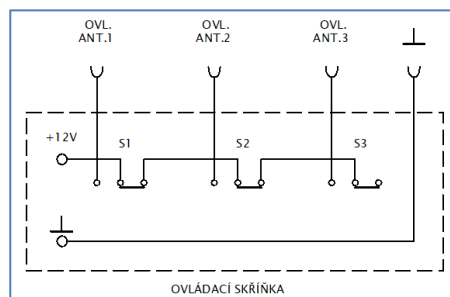 OVL.
ANT.1
OVL.
ANT.2
OVL.
ANT.3
+12V
S1
S2
S3
OVLÁDACÍ SKŘÍŇKA